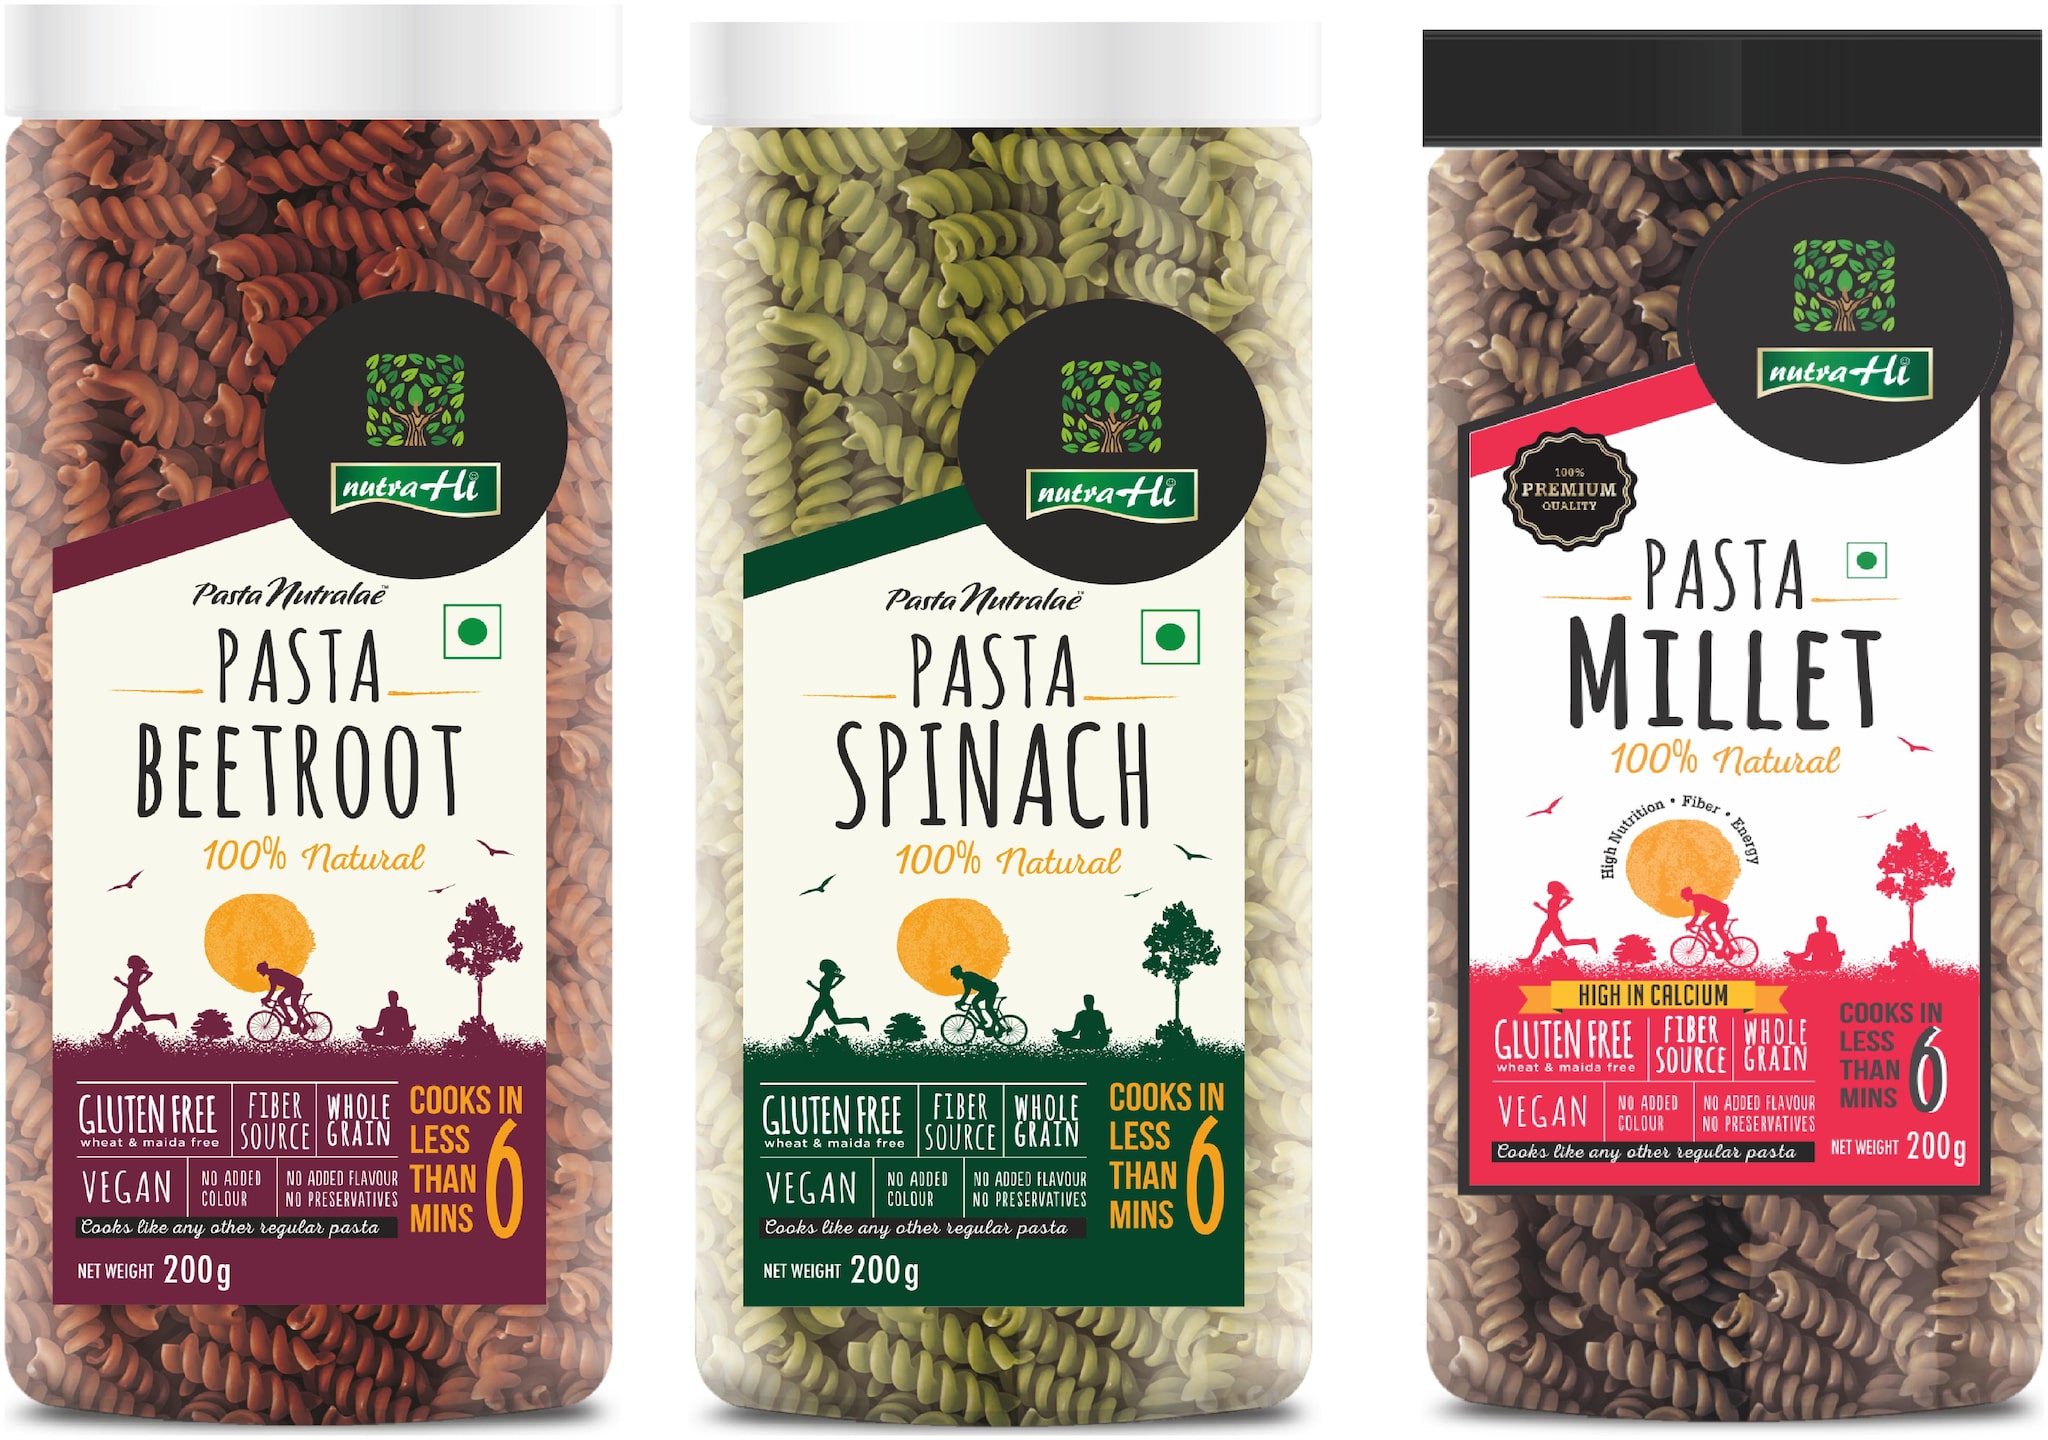 nutra Hi
Pasta Nutralae™
PASTA
BEETROOT
100% Natural
GLUTEN FREE
wheat & maida free
FIBER
SOURCE
WHOLE
GRAIN
VEGAN
NO ADDED
COLOUR
NO ADDED FLAVOUR
NO PRESERVATIVES
Cooks like any other regular pasta
COOKS IN
LESS
THAN 6
MINS
NET WEIGHT 200g
nutra Hi
Pasta Nutralae™
PASTA
SPINACH
100% Natural
GLUTEN FREE
wheat & maida free
FIBER
SOURCE
WHOLE
GRAIN
VEGAN
NO ADDED
COLOUR
NO ADDED FLAVOUR
NO PRESERVATIVES
Cooks like any other regular pasta
COOKS IN
LESS
THAN 6
MINS
NET WEIGHT 200g
nutra Hi
100%
PREMIUM
QUALITY
PASTA
MILLET
100% Natural
High Nutrition • Fiber • Energy
HIGH IN CALCIUM
GLUTEN FREE
wheat & maida free
FIBER
SOURCE
WHOLE
GRAIN
VEGAN
NO ADDED
COLOUR
NO ADDED FLAVOUR
NO PRESERVATIVES
Cooks like any other regular pasta
COOKS IN
LESS
THAN 6
MINS
NET WEIGHT 200g